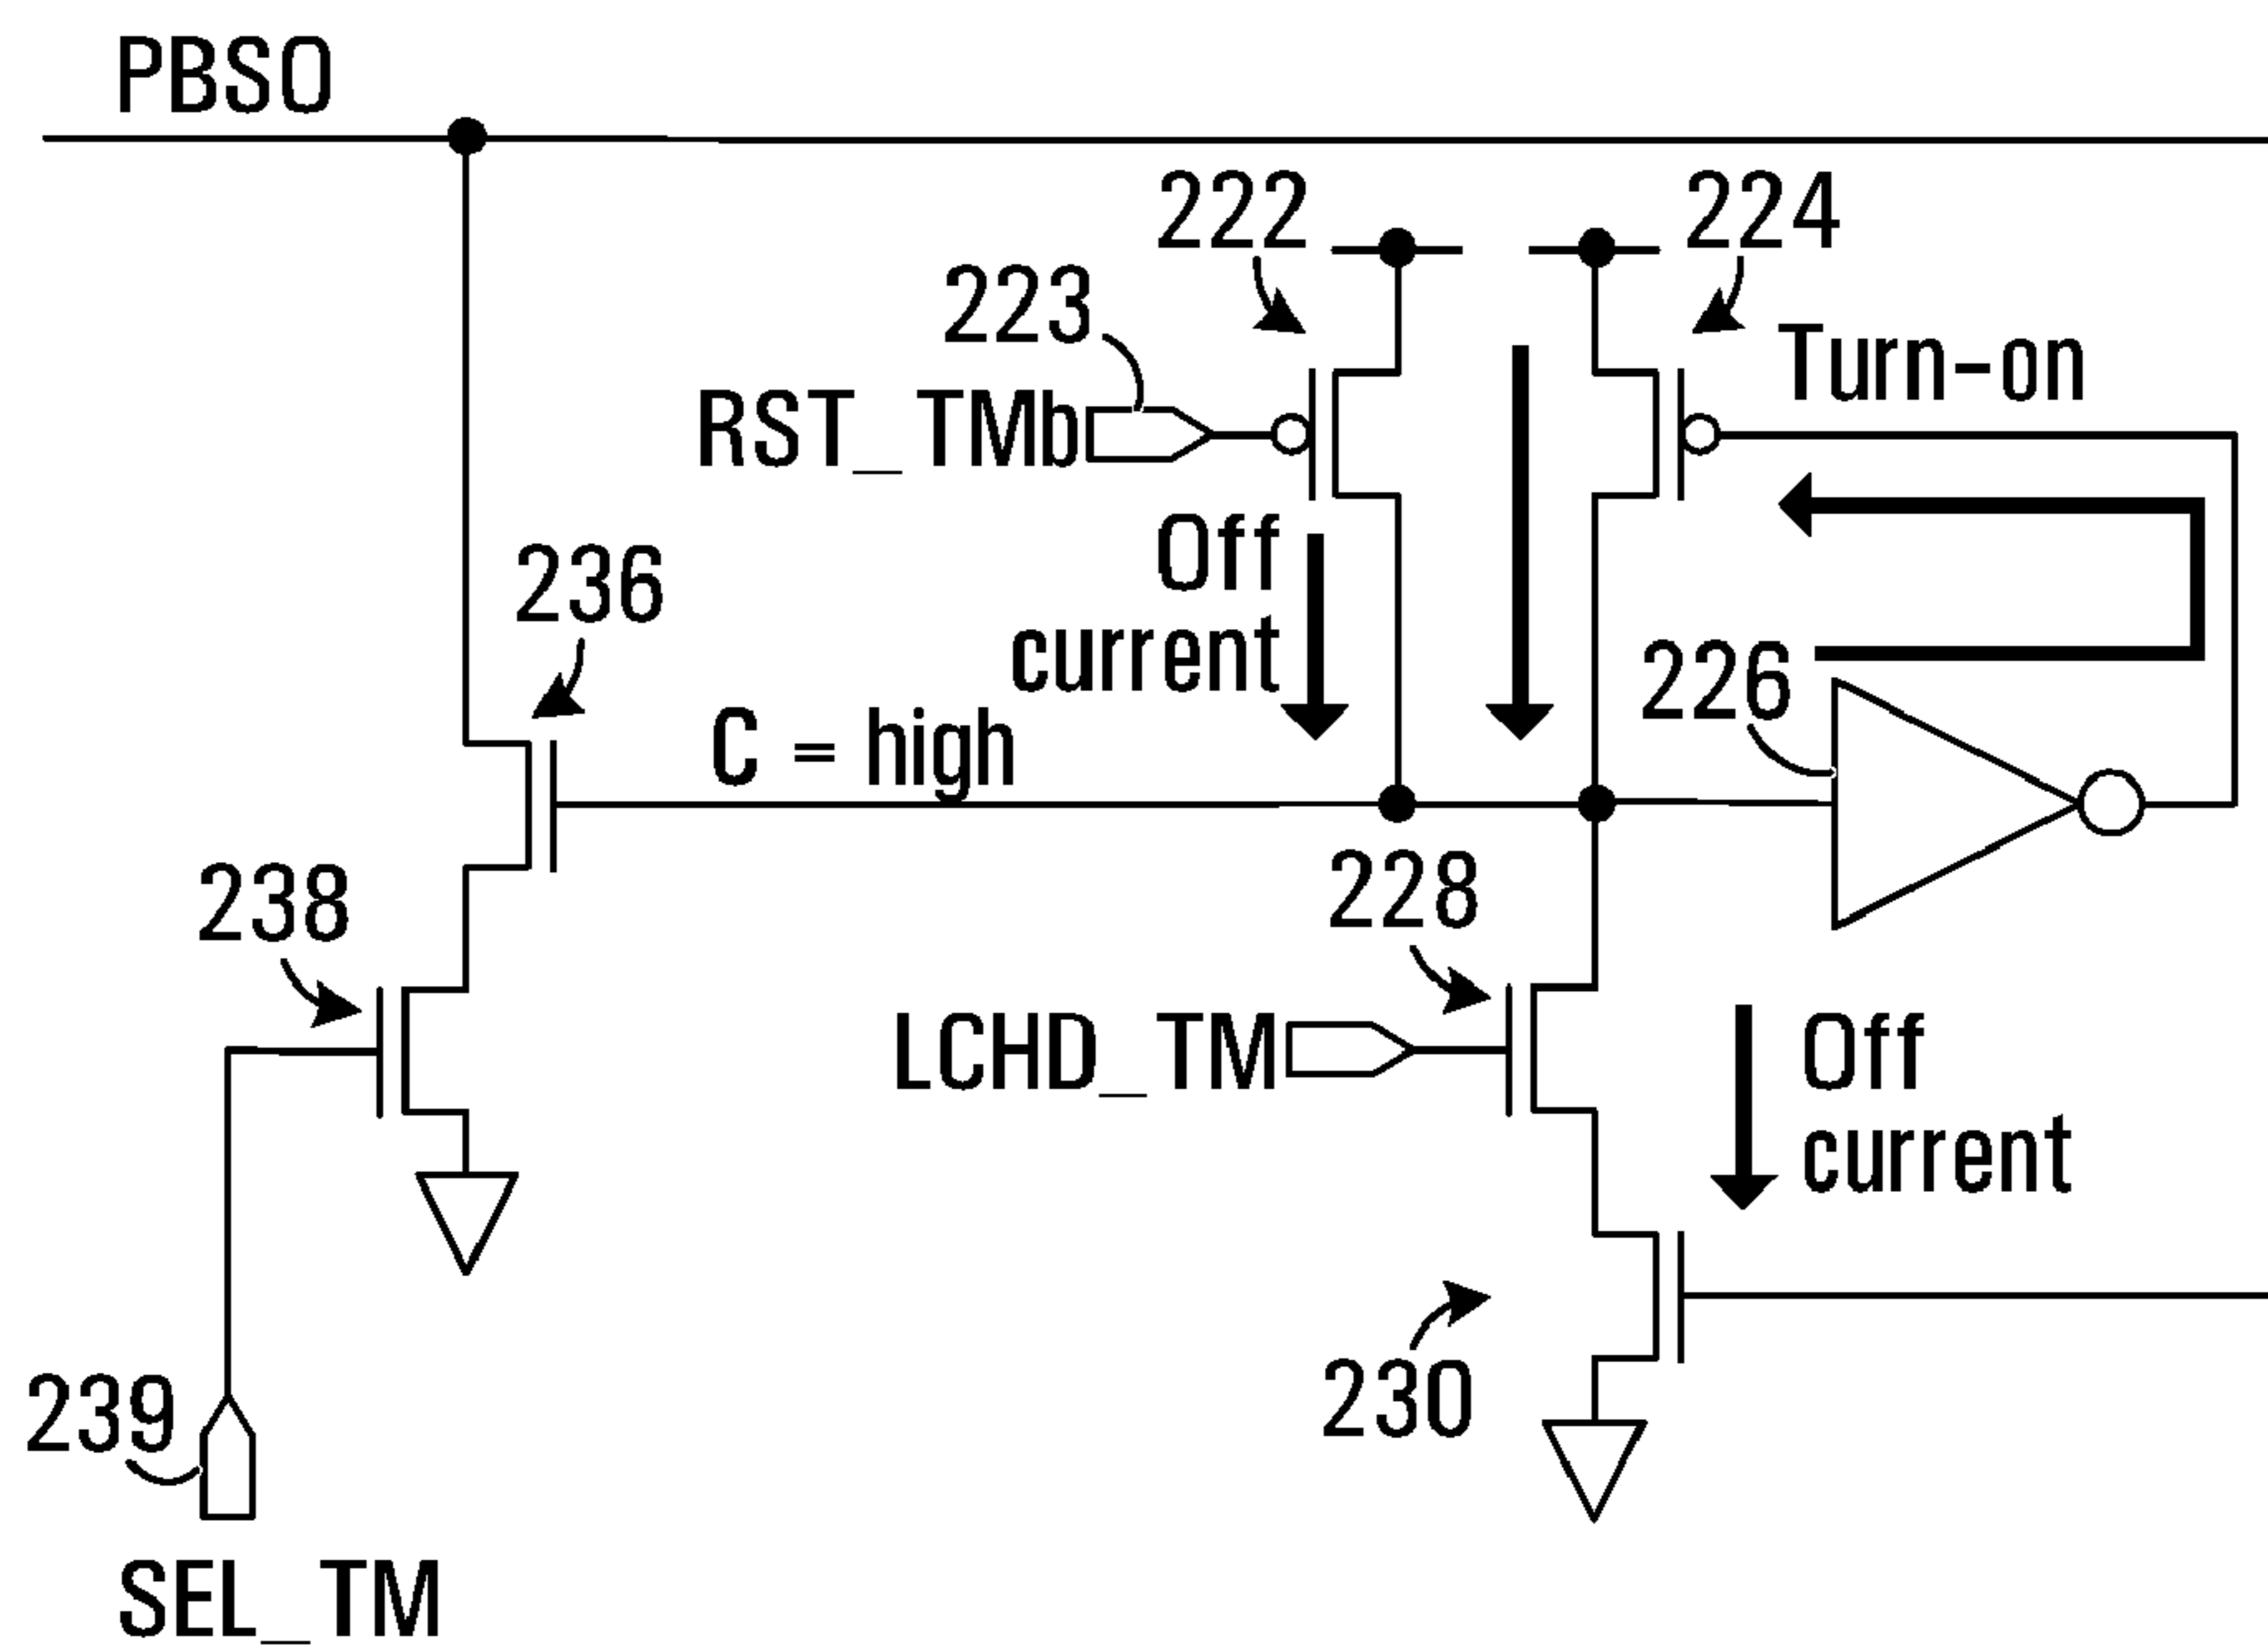 PBSO
222
224
223
Turn-on
RST_TMb
Off
current
236
226
C = high
238
228
LCHD_TM
Off
current
239
230
SEL_TM